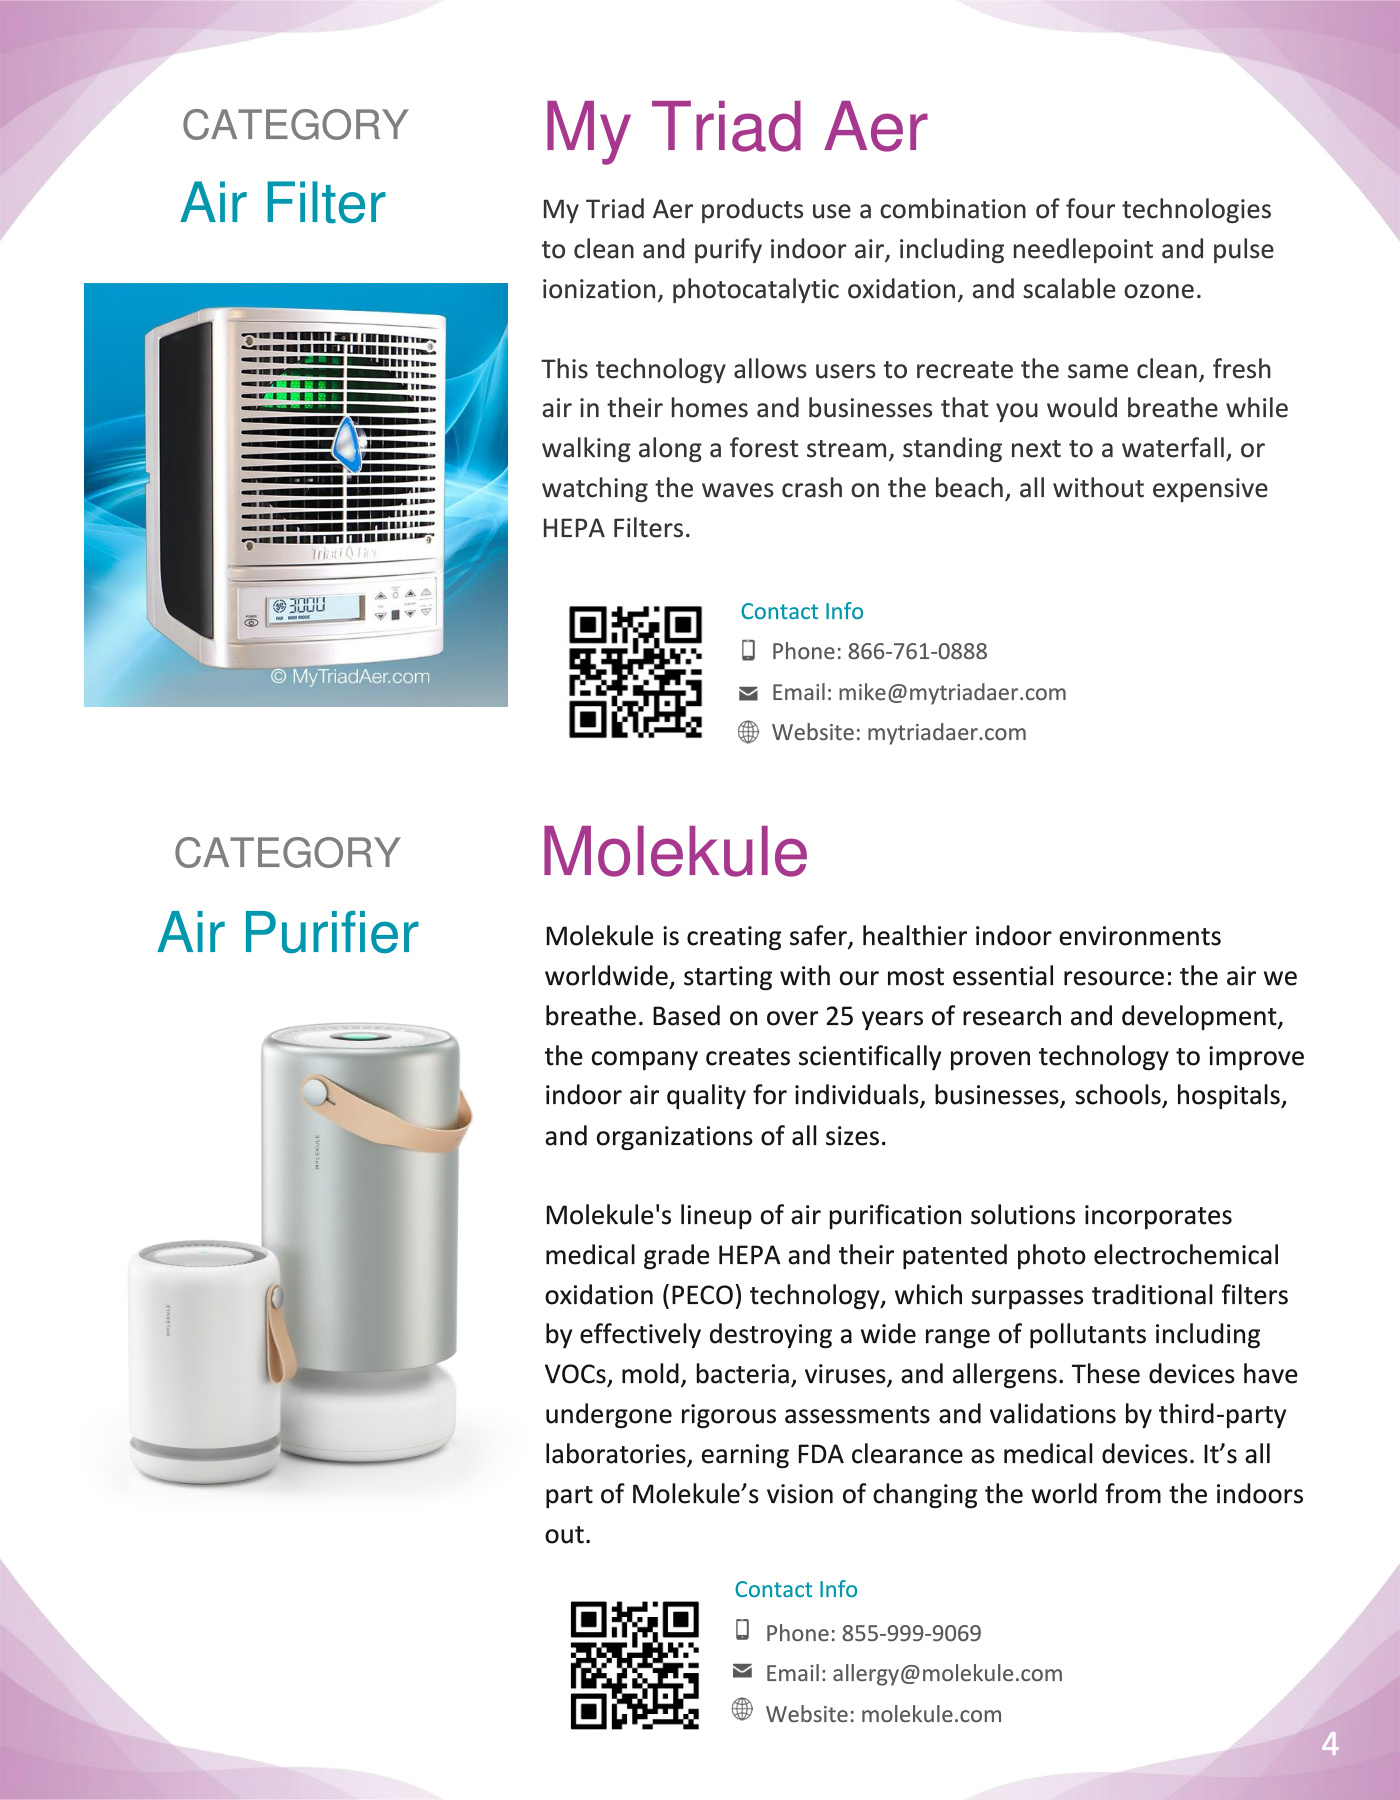 CATEGORY
Air Filter
My Triad Aer
My Triad Aer products use a combination of four technologies
to clean and purify indoor air, including needlepoint and pulse
ionization, photocatalytic oxidation, and scalable ozone.
This technology allows users to recreate the same clean, fresh
air in their homes and businesses that you would breathe while
walking along a forest stream, standing next to a waterfall, or
watching the waves crash on the beach, all without expensive
HEPA Filters.
Triad Aer
3000
FAN HIGH MODE
POWER
© MyTriadAer.com
Contact Info
Phone: 866-761-0888
Email: mike@mytriadaer.com
Website: mytriadaer.com
CATEGORY
Air Purifier
MOLEKULE
MOLEKULE
Molekule
Molekule is creating safer, healthier indoor environments
worldwide, starting with our most essential resource: the air we
breathe. Based on over 25 years of research and development,
the company creates scientifically proven technology to improve
indoor air quality for individuals, businesses, schools, hospitals,
and organizations of all sizes.
Molekule's lineup of air purification solutions incorporates
medical grade HEPA and their patented photo electrochemical
oxidation (PECO) technology, which surpasses traditional filters
by effectively destroying a wide range of pollutants including
VOCs, mold, bacteria, viruses, and allergens. These devices have
undergone rigorous assessments and validations by third-party
laboratories, earning FDA clearance as medical devices. It’s all
part of Molekule’s vision of changing the world from the indoors
out.
Contact Info
Phone: 855-999-9069
Email: allergy@molekule.com
Website: molekule.com
4